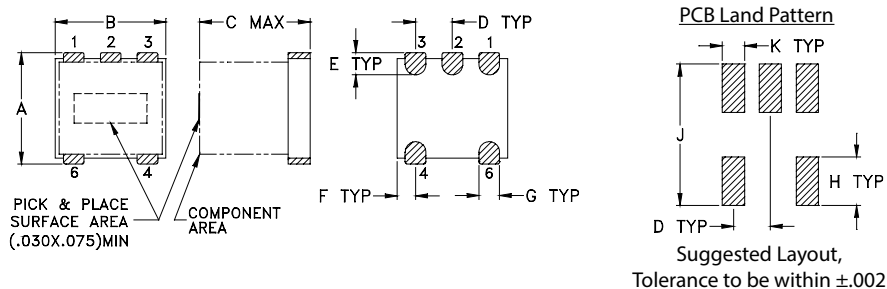 PCB Land Pattern
B
C MAX
D TYP
K TYP
1 2 3
3 2 1
E TYP
A
J
H TYP
6 4
4 6
F TYP
G TYP
PICK & PLACE
SURFACE AREA
(.030X.075)MIN
COMPONENT
AREA
D TYP
Suggested Layout,
Tolerance to be within ±.002